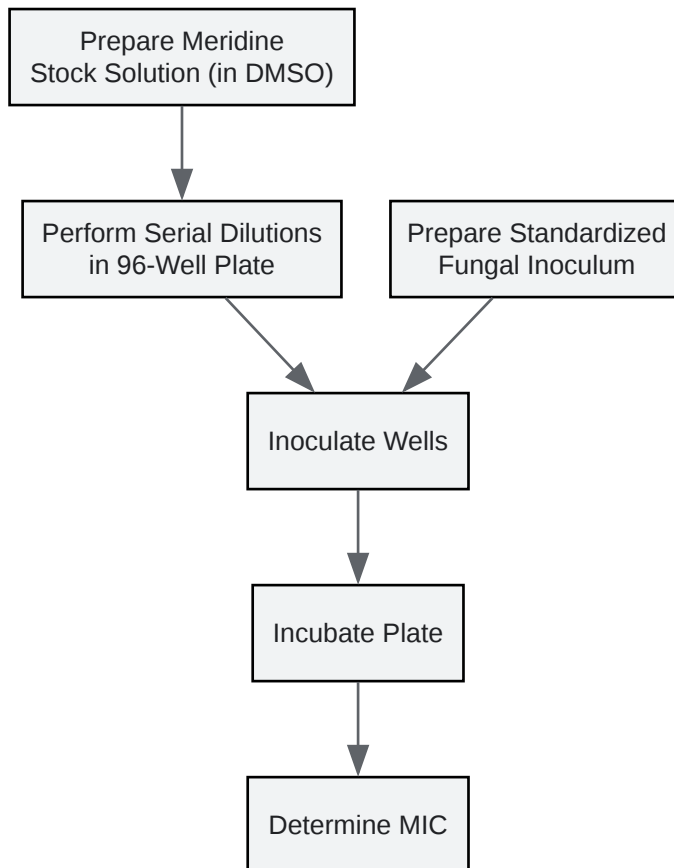 Prepare Meridine
Stock Solution (in DMSO)
Perform Serial Dilutions
in 96-Well Plate
Prepare Standardized
Fungal Inoculum
Inoculate Wells
Incubate Plate
Determine MIC